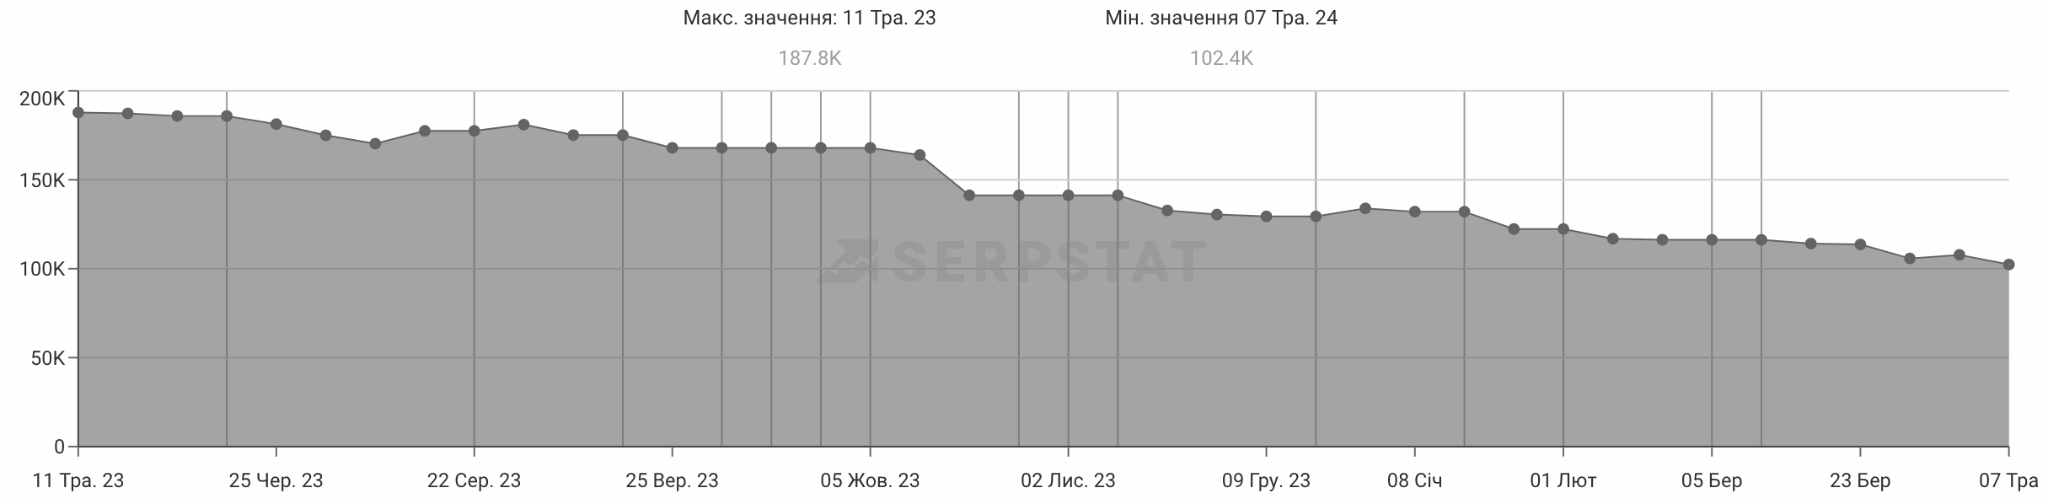 Макс. значення: 11 Тра. 23
Мін. значення 07 Тра. 24
187.8K
102.4K
200K
150K
100K
50K
0
SERPSTAT
11 Тра. 23
25 Чер. 23
22 Сер. 23
25 Вер. 23
05 Жов. 23
02 Лис. 23
09 Гру. 23
08 Січ
01 Лют
05 Бер
23 Бер
07 Тра